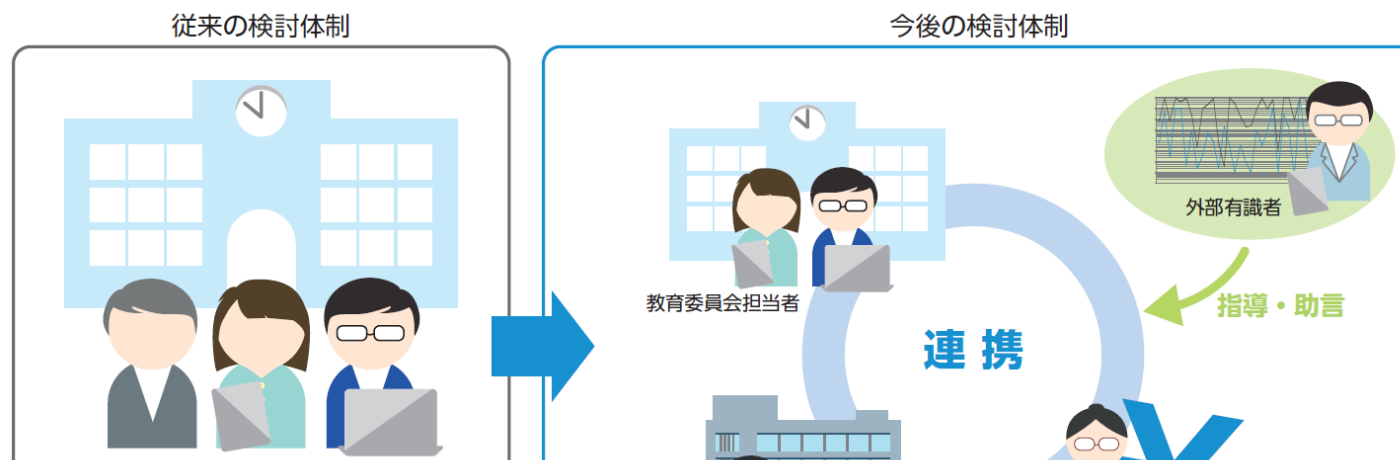 従来の検討体制
今後の検討体制
外部有識者
教育委員会担当者
指導・助言
連携